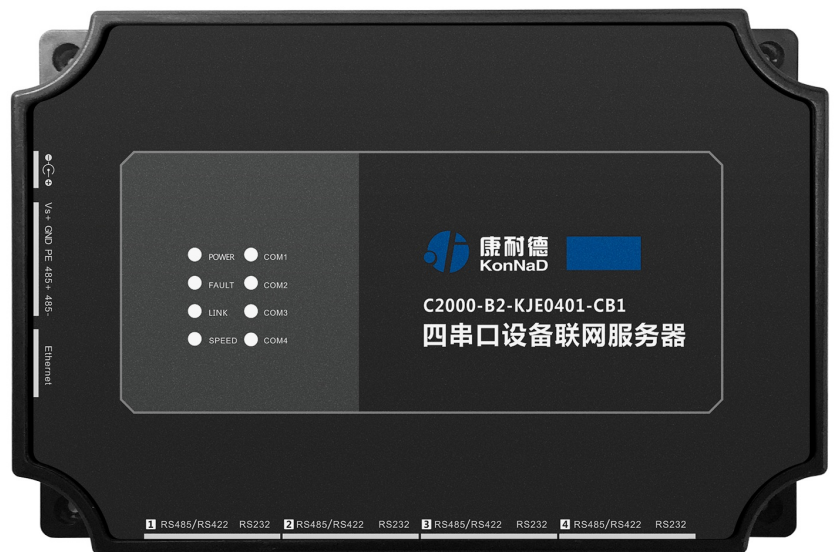 Vs+ GND PE 485+ 485-
Ethernet
POWER COM1
FAULT COM2
LINK COM3
SPEED COM4
康耐德
KonNaD
C2000-B2-KJE0401-CB1
四串口设备联网服务器
1 RS485/RS422 RS232 2 RS485/RS422 RS232 3 RS485/RS422 RS232 4 RS485/RS422 RS232